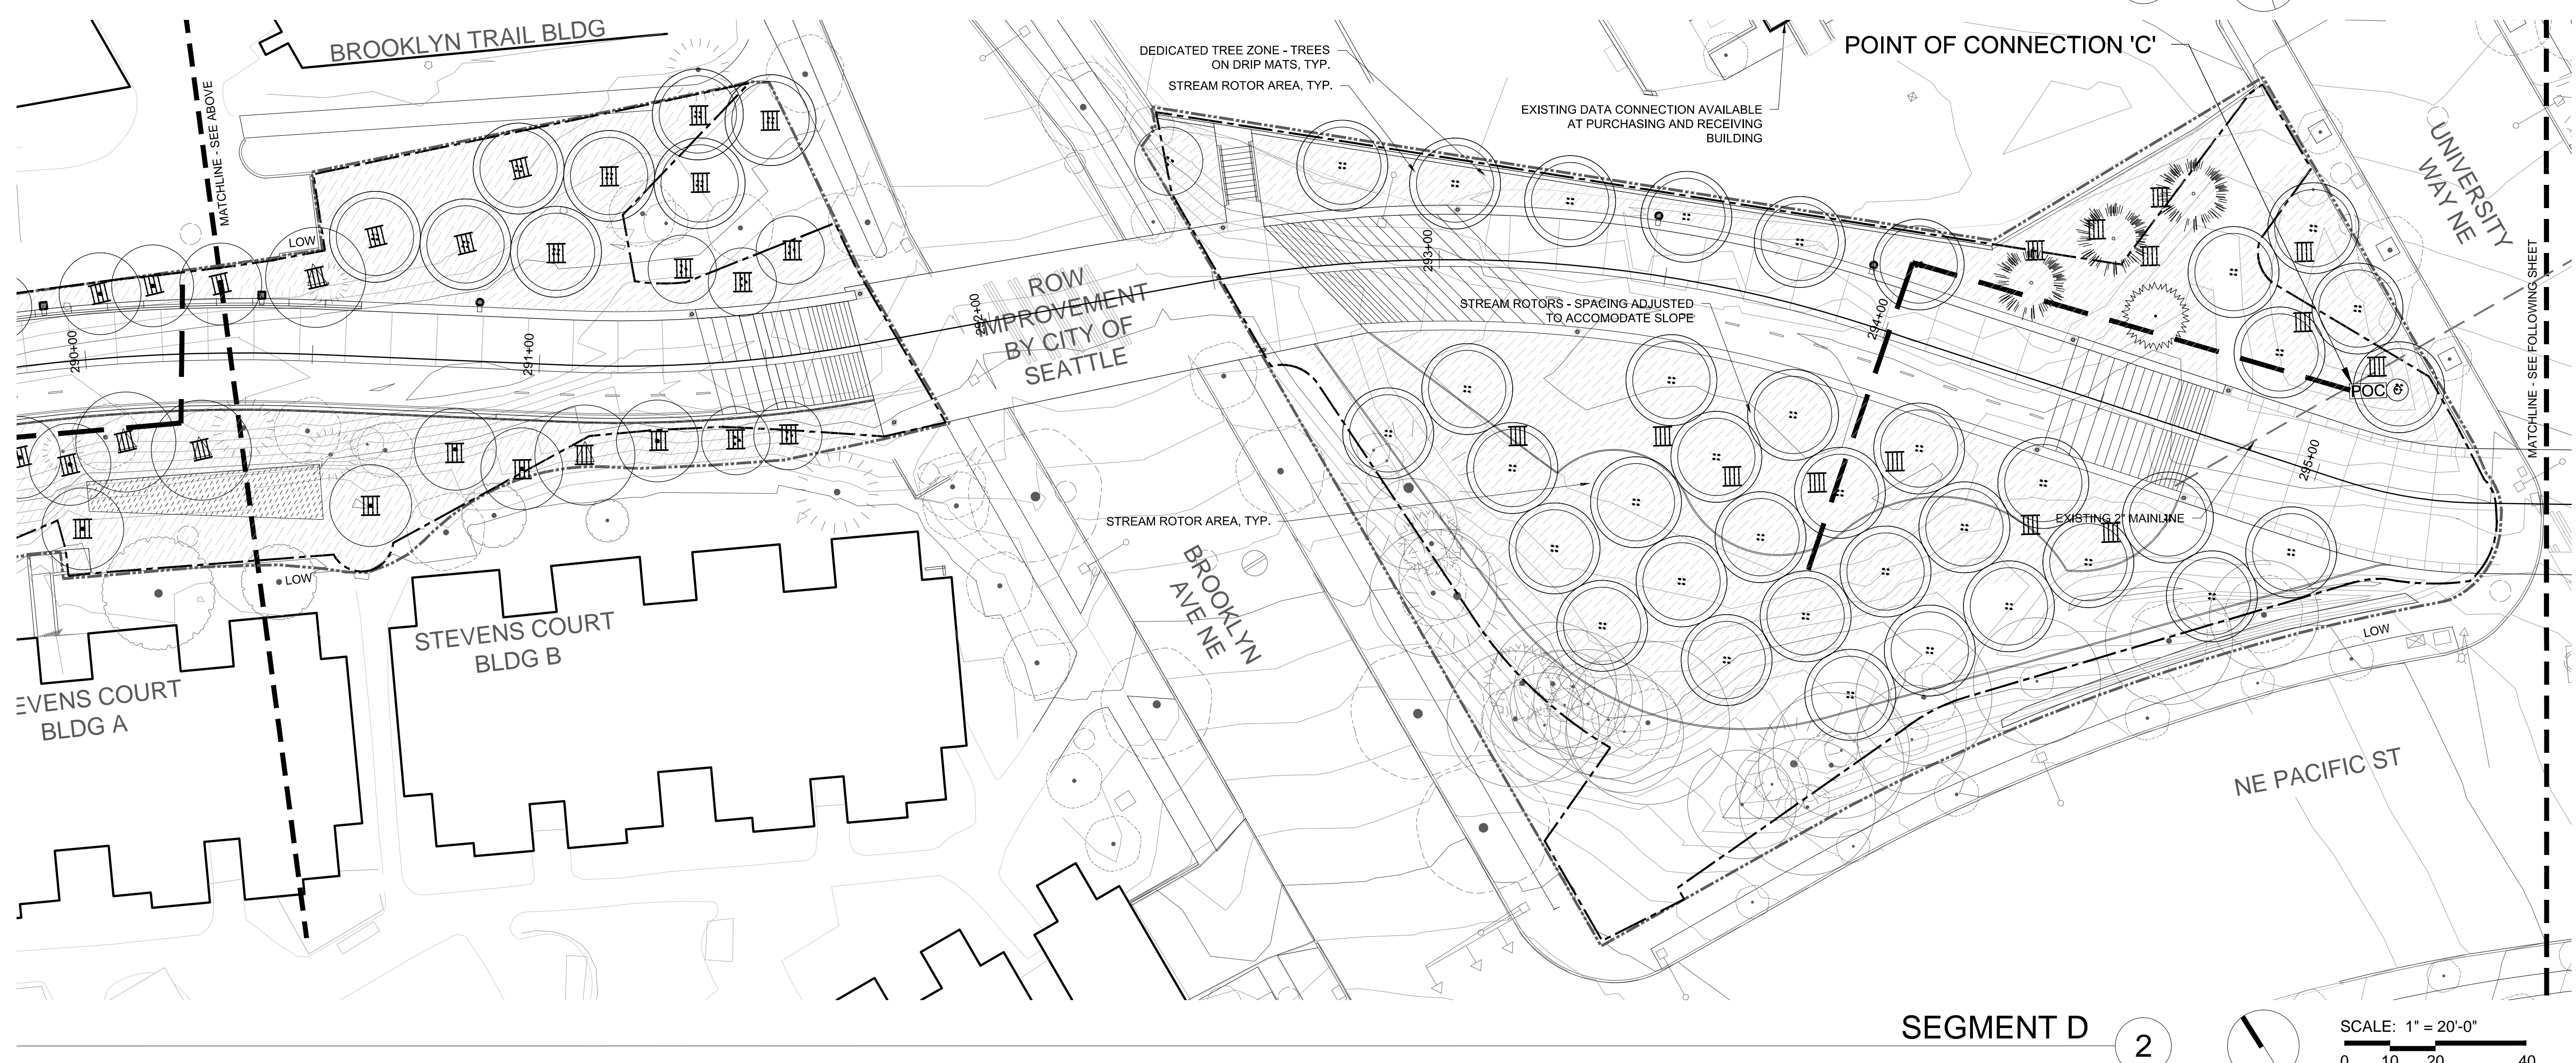 BROOKLYN TRAIL BLDG
MATCHLINE - SEE ABOVE
LOW
290+00
291+00
292+00
ROW
IMPROVEMENT
BY CITY OF
SEATTLE
DEDICATED TREE ZONE - TREES
ON DRIP MATS, TYP.
STREAM ROTOR AREA, TYP.
EXISTING DATA CONNECTION AVAILABLE
AT PURCHASING AND RECEIVING
BUILDING
POINT OF CONNECTION 'C'
UNIVERSITY
WAY NE
MATCHLINE - SEE FOLLOWING SHEET
293+00
STREAM ROTORS - SPACING ADJUSTED
TO ACCOMODATE SLOPE
294+00
POC
295+00
EXISTING 2" MAINLINE
STREAM ROTOR AREA, TYP.
BROOKLYN
AVE NE
LOW
LOW
STEVENS COURT
BLDG B
EVENS COURT
BLDG A
NE PACIFIC ST
SEGMENT D
2
SCALE: 1" = 20'-0"
0 10 20 40